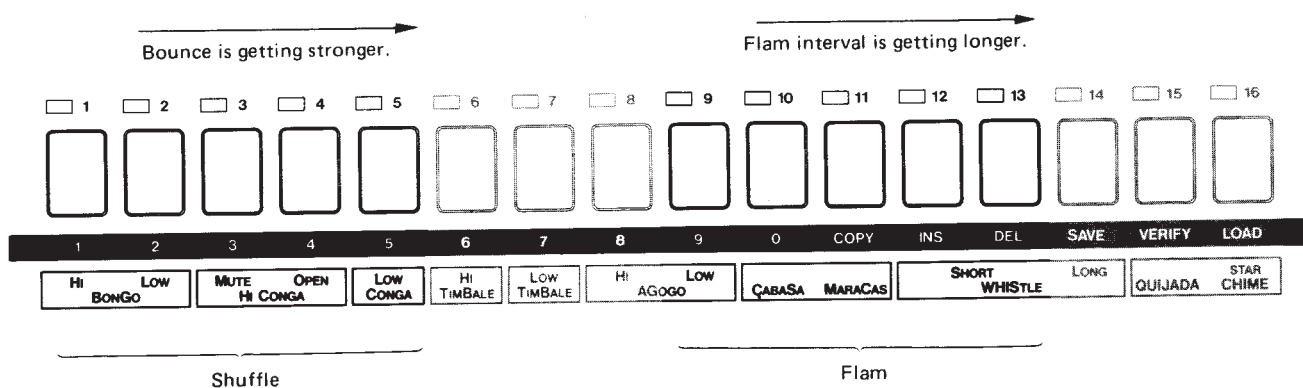 Bounce is getting stronger. Flam interval is getting longer.
1 2 3 4 5 6 7 8 9 10 11 12 13 14 15 16
1 2 3 4 5 6 7 8 9 0 COPY INS DEL SAVE VERIFY LOAD
HI LOW MUTE OPEN LOW HI LOW HI LOW SHORT LONG STAR
BONGO HI CONGA CONGA TIMBALE TIMBALE AGOGO ÇABASA MARACAS WHISTLE QUIJADA CHIME
Shuffle Flam